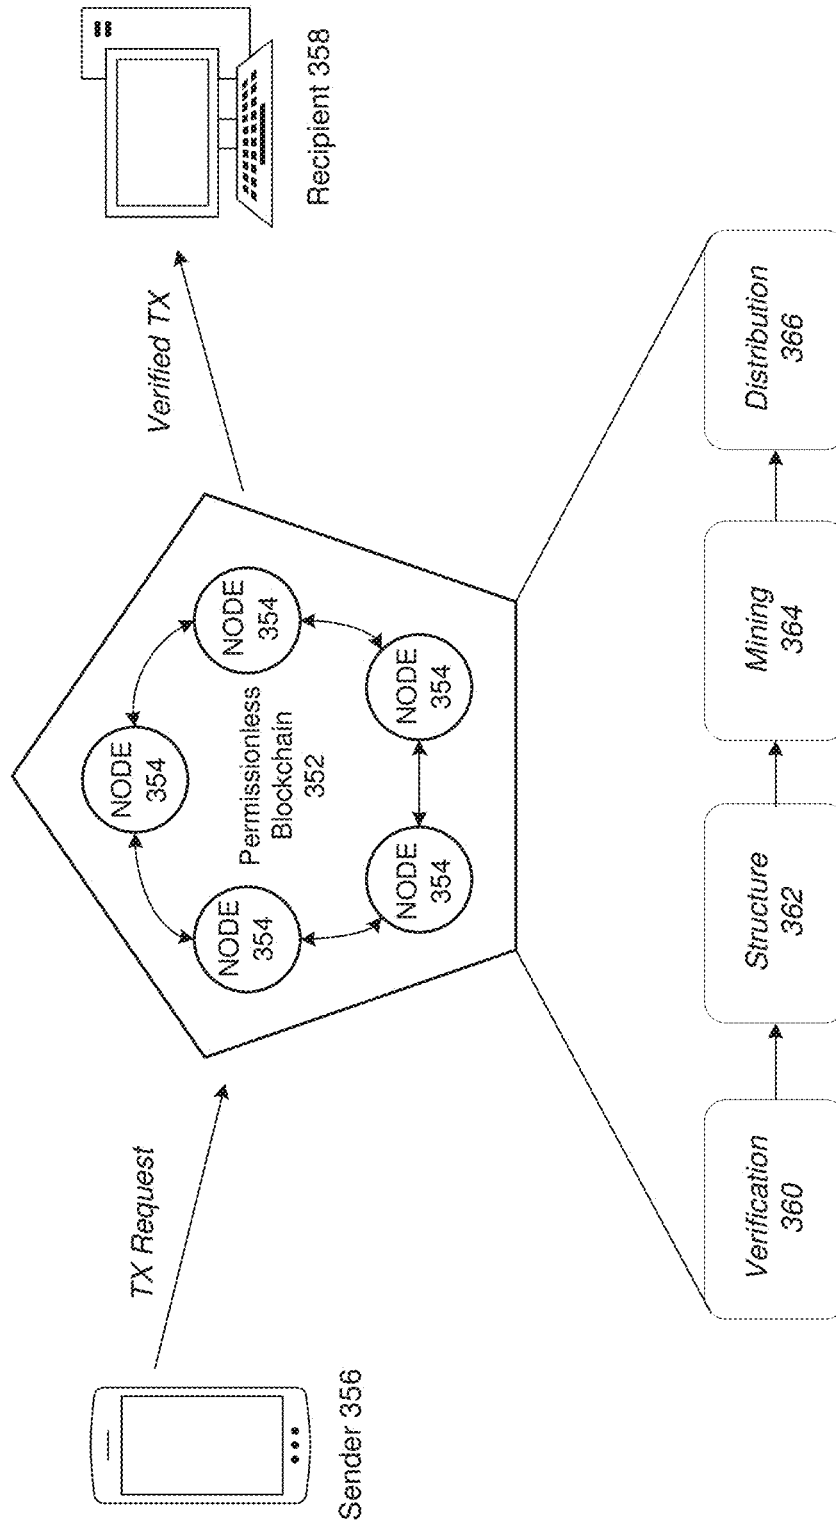 Sender 356
TX Request
NODE
354
NODE
354
NODE
354
NODE
354
NODE
354
Permissionless
Blockchain
352
Verified TX
Recipient 358
Verification
360
Structure
362
Mining
364
Distribution
366